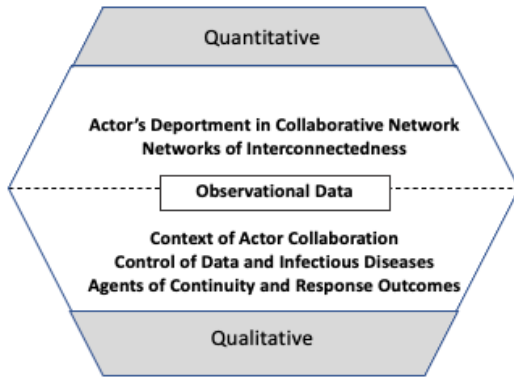 Quantitative
Actor's Deportment in Collaborative Network
Networks of Interconnectedness
Observational Data
Context of Actor Collaboration
Control of Data and Infectious Diseases
Agents of Continuity and Response Outcomes
Qualitative